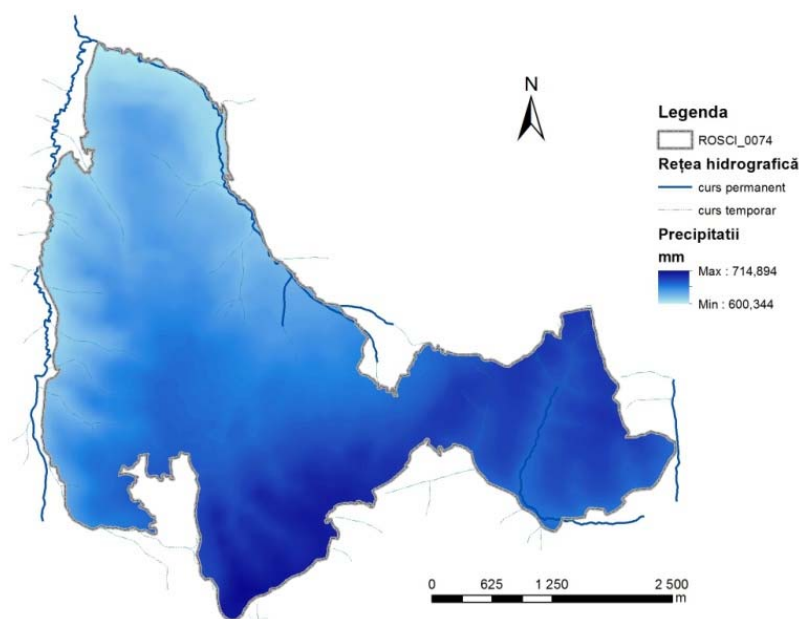 N
Legenda
ROSCI_0074
Rețea hidrografică
curs permanent
curs temporar
Precipitatii
mm
Max : 714,894
Min : 600,344
0 625 1 250 2 500
m